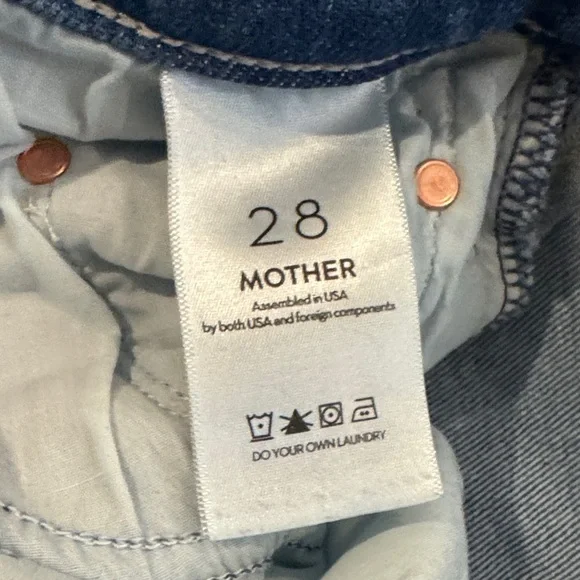 28
MOTHER
Assembled in USA
by both USA and foreign components
DO YOUR OWN LAUNDRY